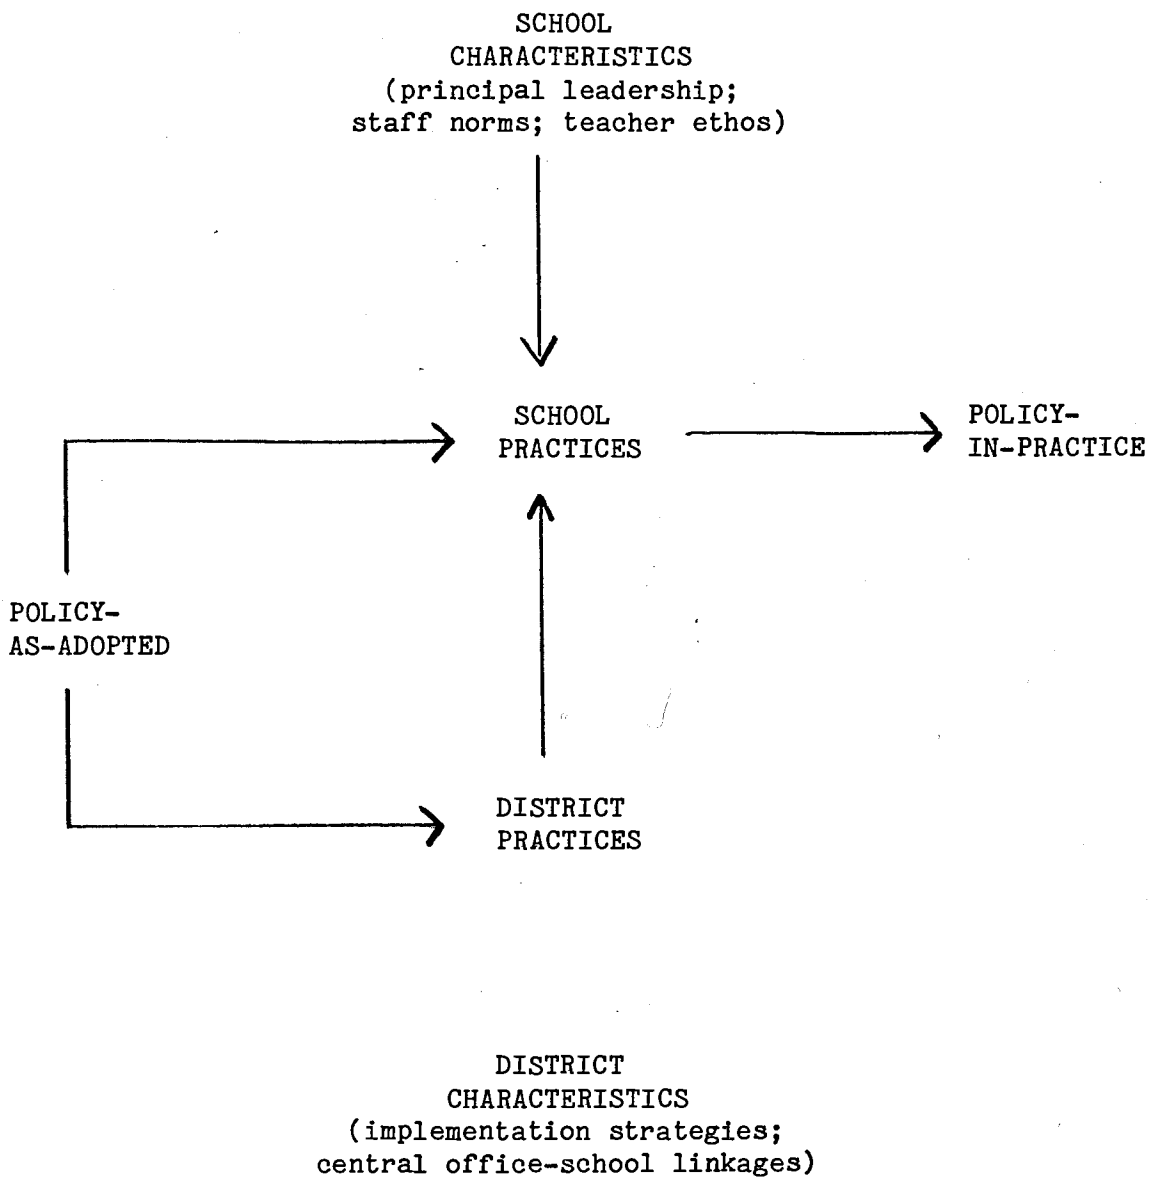 SCHOOL
CHARACTERISTICS
(principal leadership;
staff norms; teacher ethos)
SCHOOL
PRACTICES
POLICY-
IN-PRACTICE
POLICY-
AS-ADOPTED
DISTRICT
PRACTICES
DISTRICT
CHARACTERISTICS
(implementation strategies;
central office-school linkages)